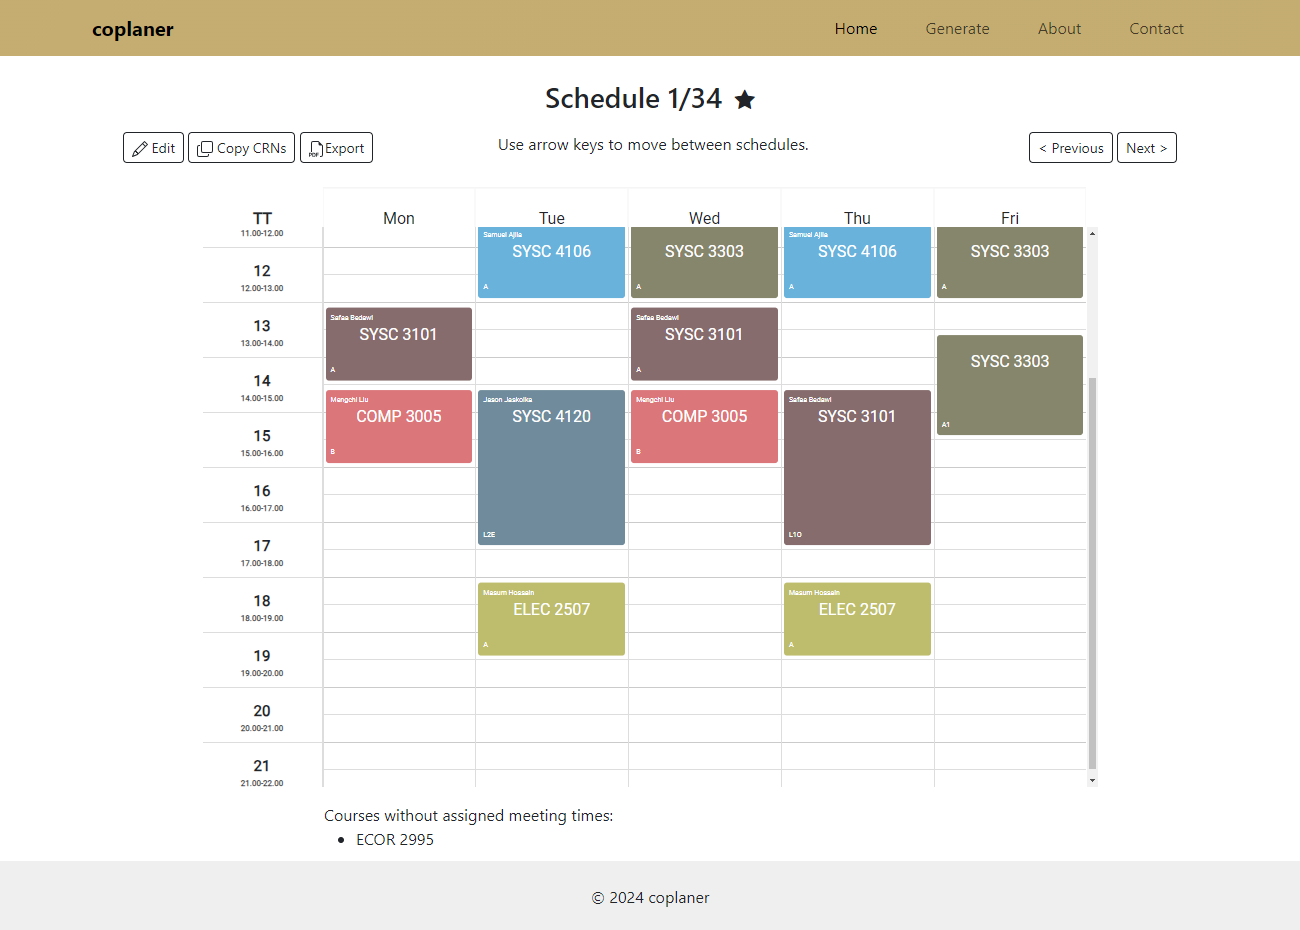 coplaner
Home Generate About Contact
Schedule 1/34
Edit Copy CRNs PDF Export
Use arrow keys to move between schedules.
< Previous Next >
TT Mon Tue Wed Thu Fri
11.00-12.00
Samuel Ajila
SYSC 4106
A
SYSC 3303
A
Samuel Ajila
SYSC 4106
A
SYSC 3303
A
12
12.00-13.00
13
13.00-14.00
Safaa Bedawi
SYSC 3101
A
Safaa Bedawi
SYSC 3101
A
SYSC 3303
A1
14
14.00-15.00
Mengchi Liu
COMP 3005
B
Jason Jaskolka
SYSC 4120
L2E
Mengchi Liu
COMP 3005
B
Safaa Bedawi
SYSC 3101
L1O
15
15.00-16.00
16
16.00-17.00
17
17.00-18.00
18
18.00-19.00
Masum Hossain
ELEC 2507
A
Masum Hossain
ELEC 2507
A
19
19.00-20.00
20
20.00-21.00
21
21.00-22.00
Courses without assigned meeting times:
• ECOR 2995
© 2024 coplaner